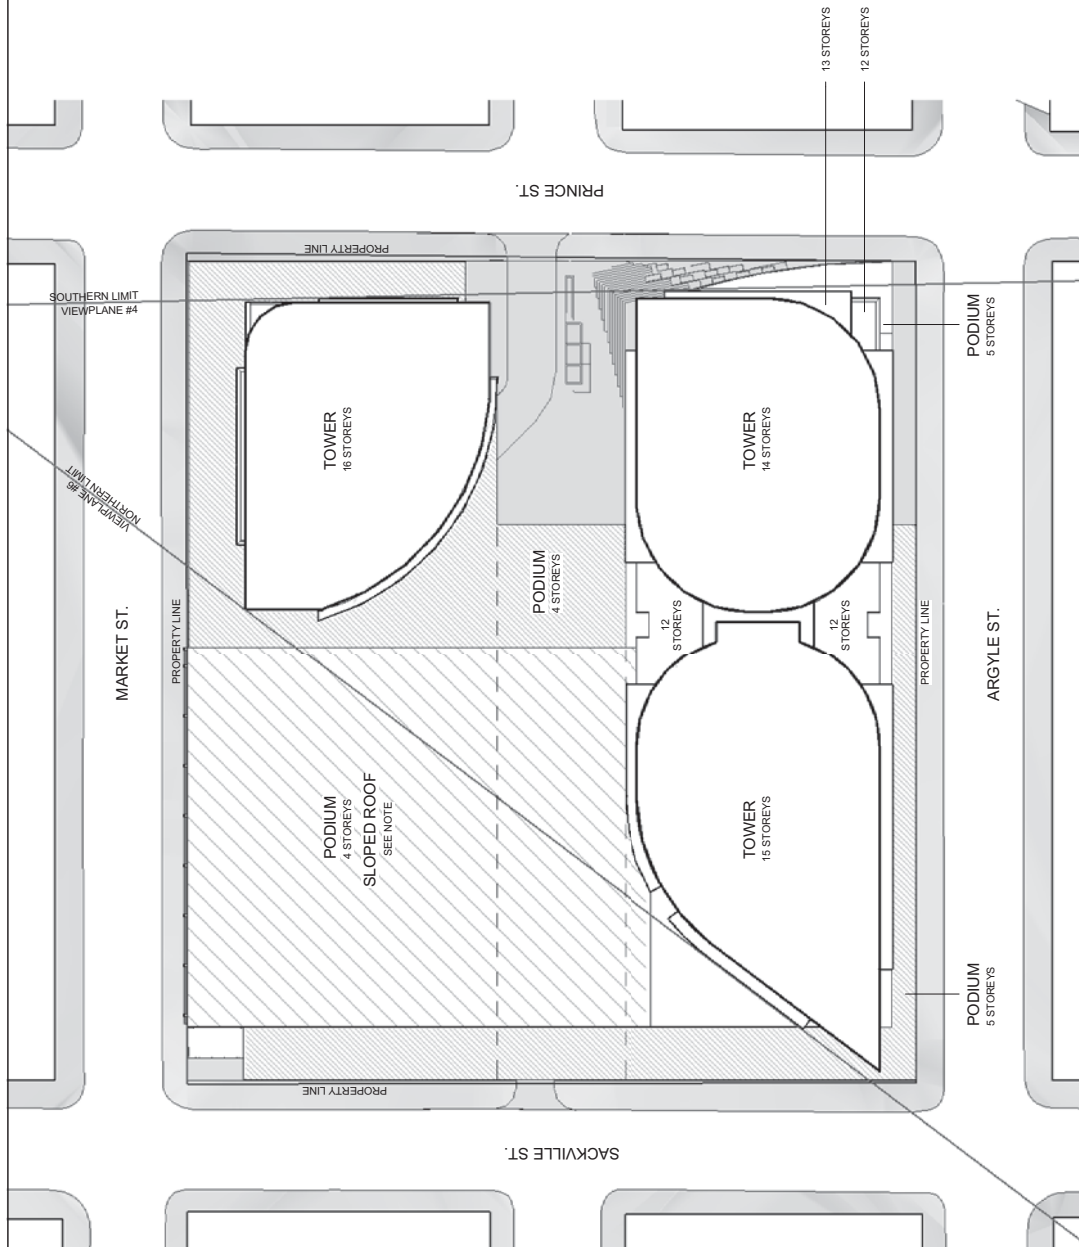 13 STOREYS
12 STOREYS
PRINCE ST.
PROPERTY LINE
SOUTHERN LIMIT
VIEWPLANE #4
PODIUM
5 STOREYS
TOWER
16 STOREYS
TOWER
14 STOREYS
NORTHERN LIMIT
VIEWPLANE #6
PODIUM
4 STOREYS
MARKET ST.
PROPERTY LINE
12
STOREYS
12
STOREYS
PROPERTY LINE
ARGYLE ST.
PODIUM
4 STOREYS
SLOPED ROOF
SEE NOTE
TOWER
15 STOREYS
PODIUM
5 STOREYS
PROPERTY LINE
SACKVILLE ST.